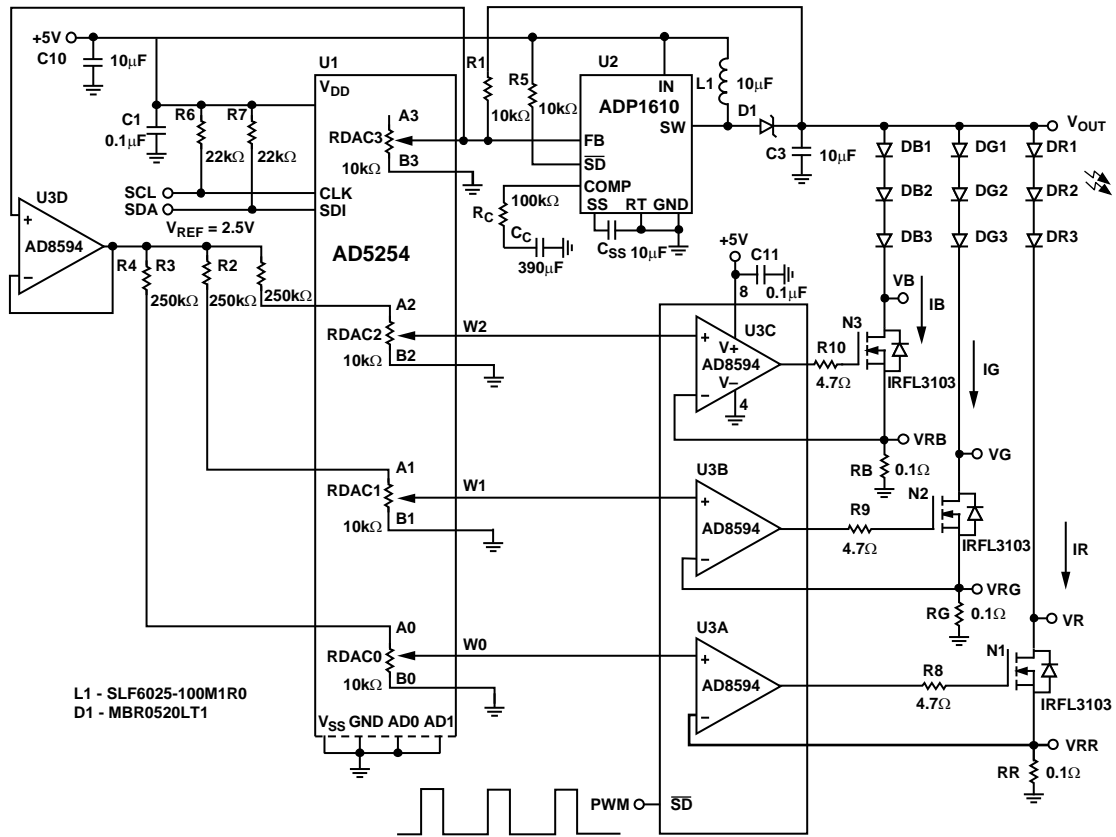 +5V
C10
10μF
U1
R1
R5
U2
L1
10μF
D1
VDD
C1
0.1μF
R6
R7
22kΩ
22kΩ
A3
RDAC3
10kΩ
B3
10kΩ
10kΩ
IN
ADP1610
SW
FB
SD
COMP
SS
RT
GND
C3
10μF
VOUT
DB1
DG1
DR1
DB2
DG2
DR2
DB3
DG3
DR3
SCL
SDA
CLK
SDI
VREF = 2.5V
100kΩ
RC
CC
390μF
CSS
10μF
U3D
+
AD8594
−
AD5254
R4
R3
R2
250kΩ
250kΩ
250kΩ
+5V
C11
8
0.1μF
A2
RDAC2
10kΩ
B2
W2
U3C
+
V+
AD8594
V−
−
4
R10
4.7Ω
N3
IRFL3103
VB
IB
IG
VRB
RB
0.1Ω
VG
A1
RDAC1
10kΩ
B1
W1
U3B
+
AD8594
−
R9
4.7Ω
N2
IRFL3103
IR
VRG
RG
0.1Ω
VR
A0
RDAC0
10kΩ
B0
W0
U3A
+
AD8594
−
R8
4.7Ω
N1
IRFL3103
VRR
RR
0.1Ω
L1 - SLF6025-100M1R0
D1 - MBR0520LT1
VSS GND AD0 AD1
PWM
SD